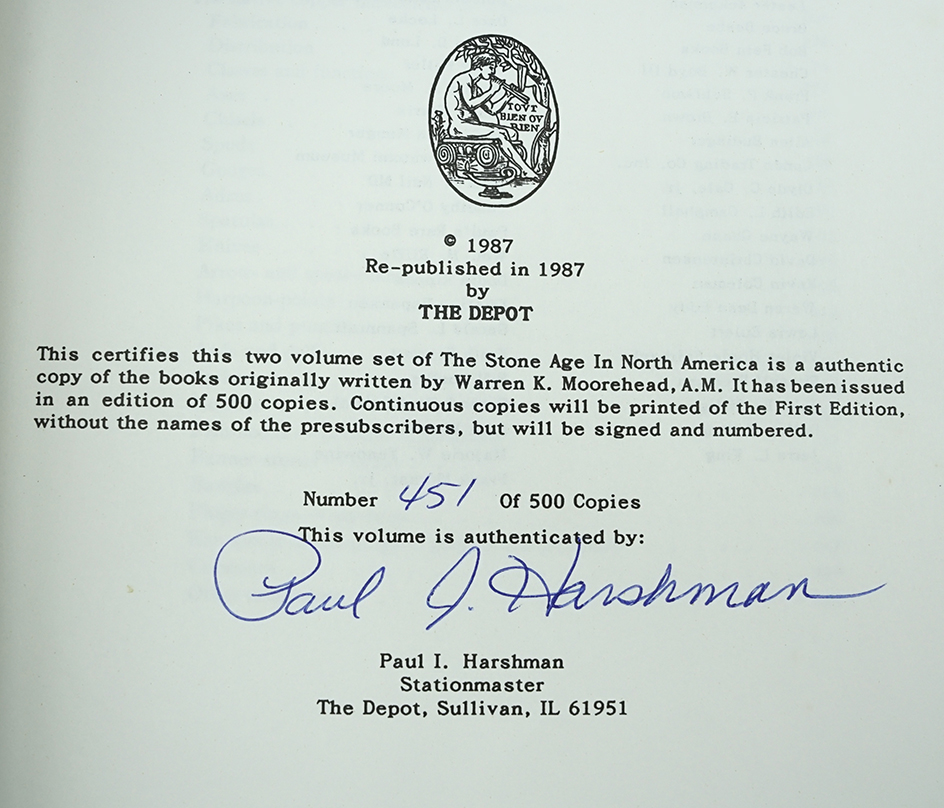 TOVT
BIEN OV
RIEN
© 1987
Re-published in 1987
by
THE DEPOT
This certifies this two volume set of The Stone Age In North America is a authentic
copy of the books originally written by Warren K. Moorehead, A.M. It has been issued
in an edition of 500 copies. Continuous copies will be printed of the First Edition,
without the names of the presubscribers, but will be signed and numbered.
Number 451 Of 500 Copies
This volume is authenticated by:
Paul I. Harshman
Paul I. Harshman
Stationmaster
The Depot, Sullivan, IL 61951